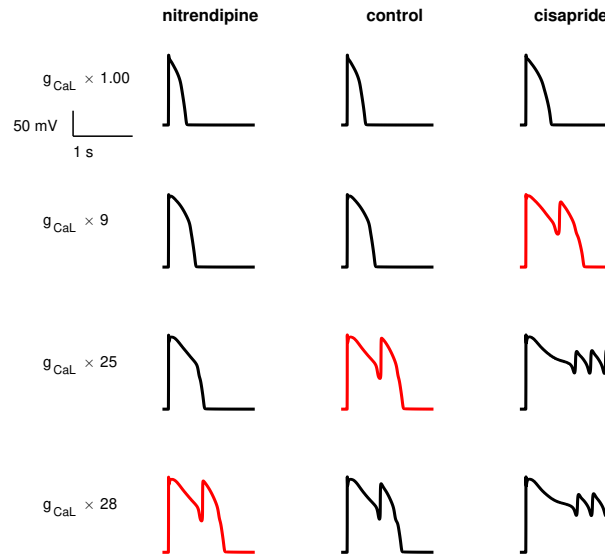 nitrendipine control cisapride
g CaL × 1.00
50 mV
1 s
g CaL × 9
g CaL × 25
g CaL × 28